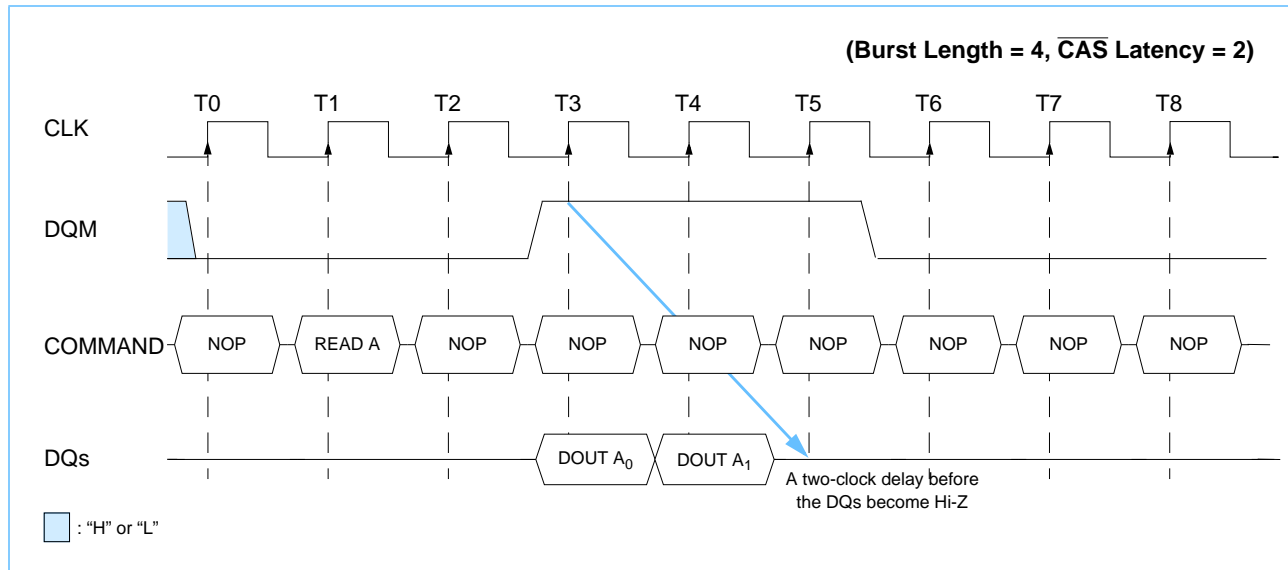 (Burst Length = 4, CAS Latency = 2)
T0 T1 T2 T3 T4 T5 T6 T7 T8
CLK
DQM
COMMAND NOP READ A NOP NOP NOP NOP NOP NOP NOP
DQs DOUT A0 DOUT A1
A two-clock delay before
the DQs become Hi-Z
: “H” or “L”